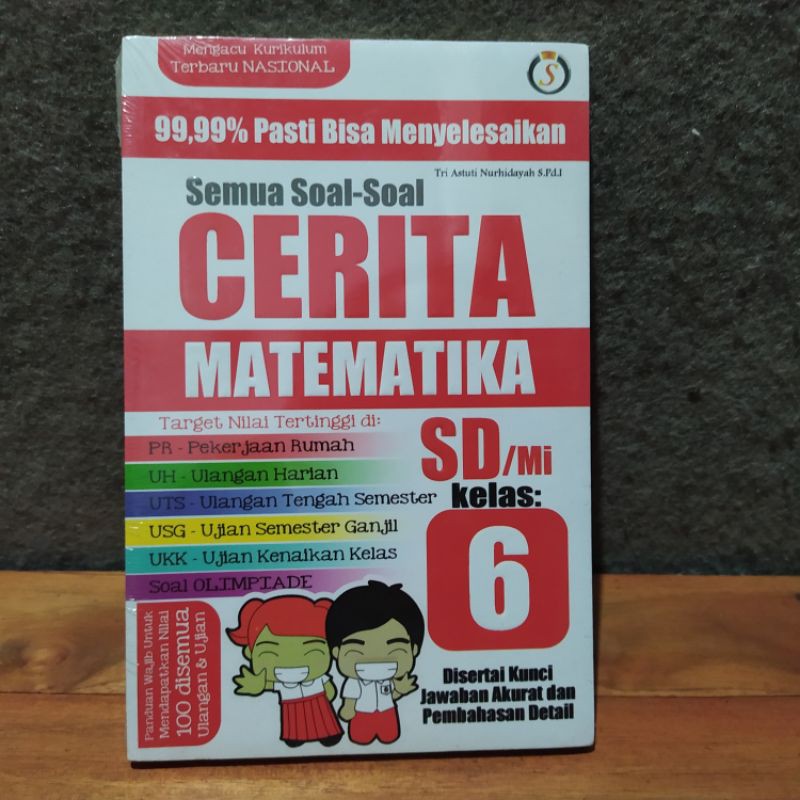 Mengacu Kurikulum
Terbaru NASIONAL
S
99,99% Pasti Bisa Menyelesaikan
Tri Astuti Nurhidayah S.Pd.I
Semua Soal-Soal
CERITA
MATEMATIKA
Target Nilai Tertinggi di:
PR - Pekerjaan Rumah
UH - Ulangan Harian
UTS - Ulangan Tengah Semester
USG - Ujian Semester Ganjil
UKK - Ujian Kenaikan Kelas
Soal OLIMPIADE
SD/Mi
kelas:
6
Panduan Wajib Untuk
Mendapatkan Nilai
100 disemua
Ulangan & Ujian
Disertai Kunci
Jawaban Akurat dan
Pembahasan Detail